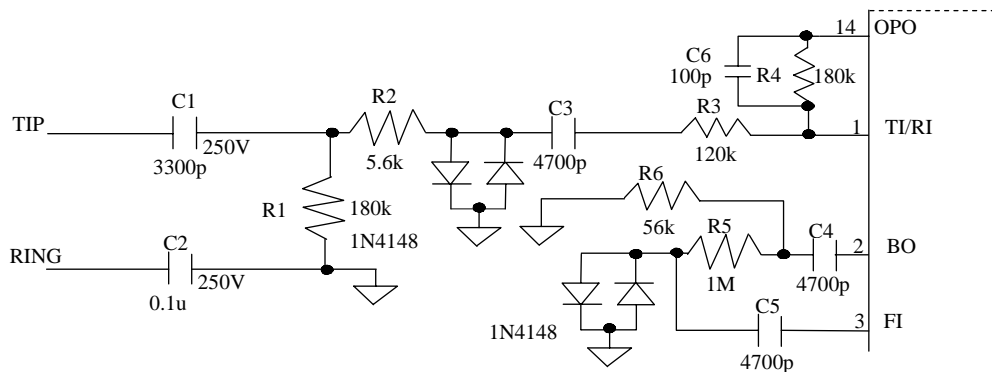 14 OPO
C6
100p
R4
180k
C1
R2
C3
R3
TIP
250V
3300p
5.6k
4700p
120k
1 TI/RI
R6
R1
180k
56k
1N4148
R5
C4
RING
C2
2 BO
250V
1M
4700p
0.1u
C5
1N4148
3 FI
4700p